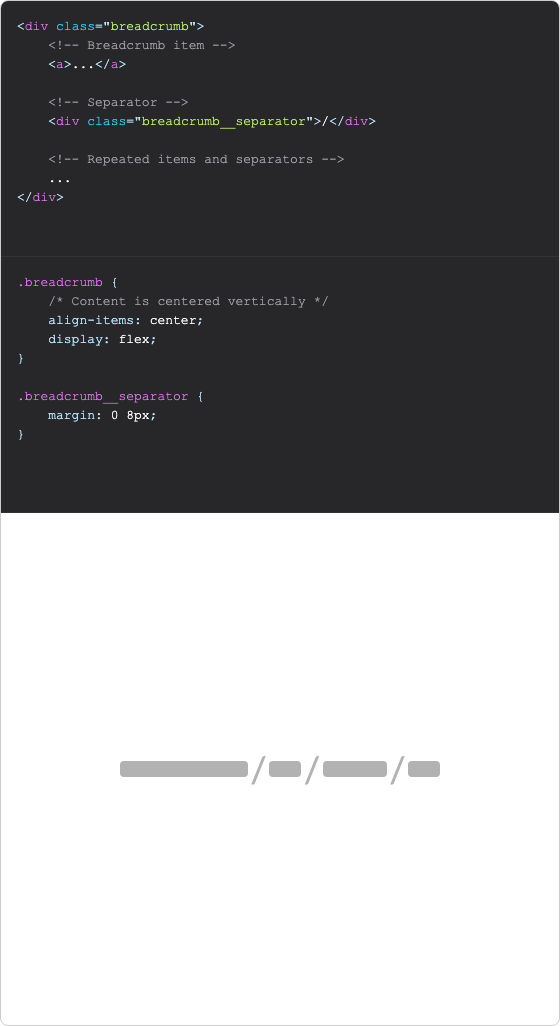 <div class="breadcrumb">
    <!-- Breadcrumb item -->
    <a>...</a>
    <!-- Separator -->
    <div class="breadcrumb__separator">/</div>
    <!-- Repeated items and separators -->
    ...
</div>
.breadcrumb {
    /* Content is centered vertically */
    align-items: center;
    display: flex;
}
.breadcrumb__separator {
    margin: 0 8px;
}
/ / /